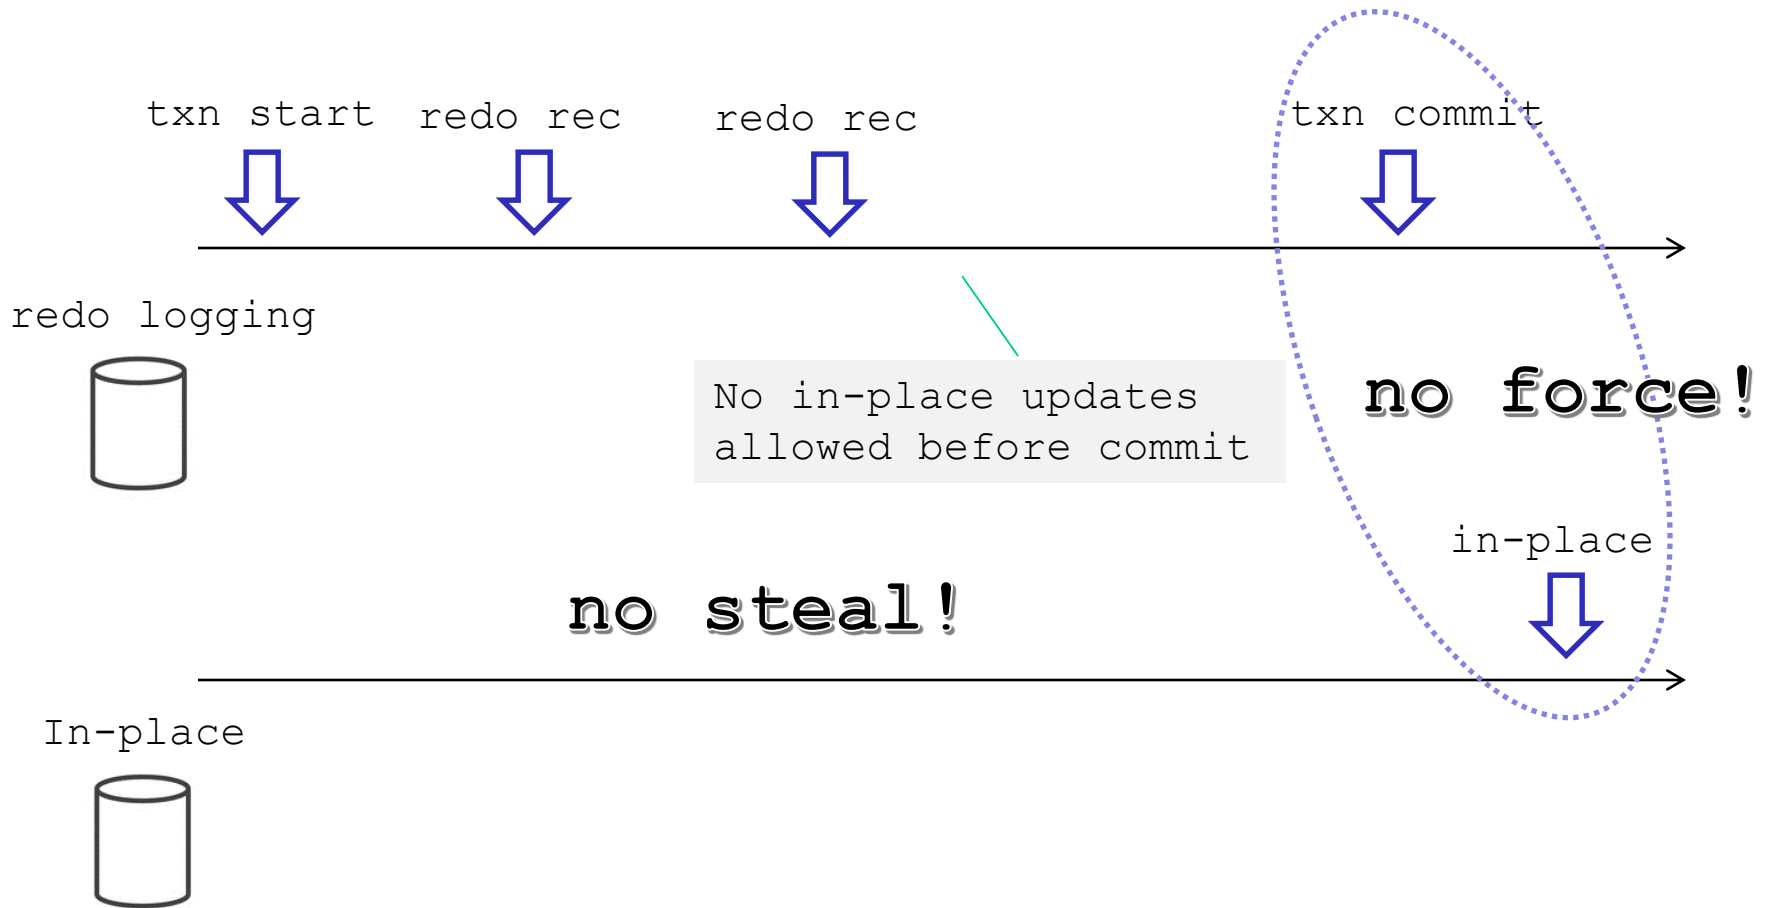 txn start
redo rec
redo rec
txn commit
redo logging
No in-place updates
allowed before commit
no force!
in-place
no steal!
In-place